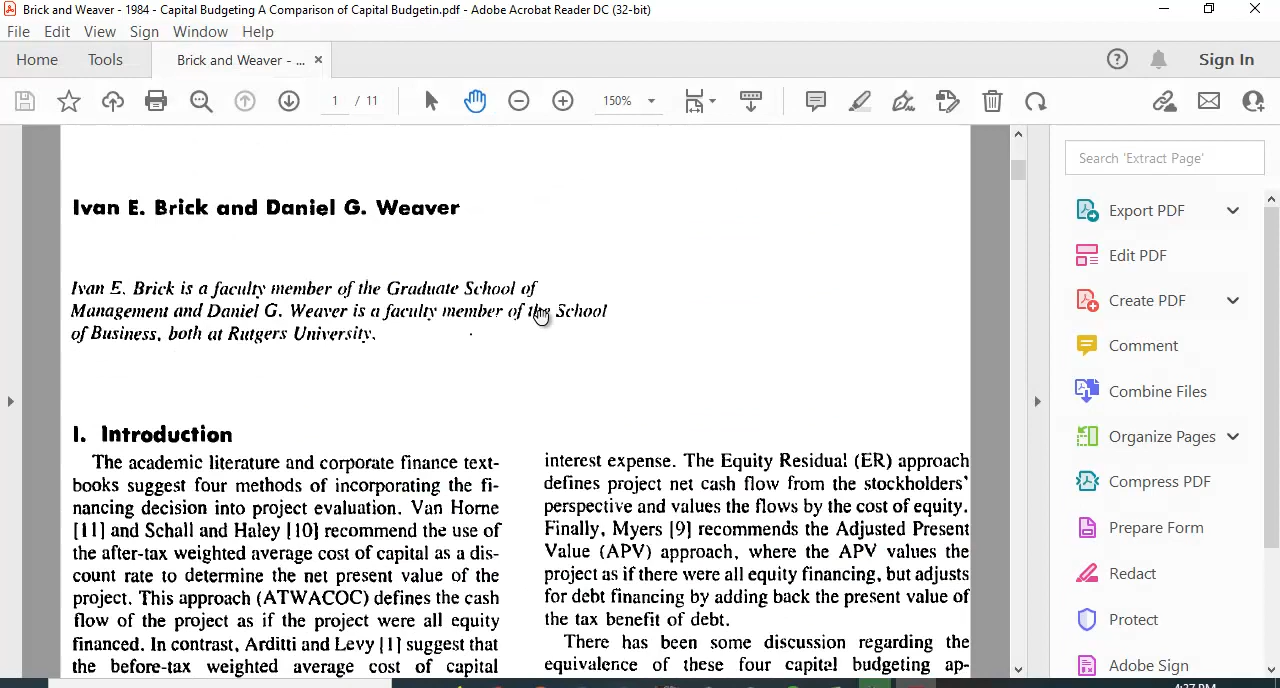 Brick and Weaver - 1984 - Capital Budgeting A Comparison of Capital Budgetin.pdf - Adobe Acrobat Reader DC (32-bit)
File Edit View Sign Window Help
Home Tools Brick and Weaver - ... Sign In
1 / 11 150%
Search 'Extract Page'
Export PDF
Edit PDF
Create PDF
Comment
Combine Files
Organize Pages
Compress PDF
Prepare Form
Redact
Protect
Adobe Sign
Ivan E. Brick and Daniel G. Weaver
Ivan E. Brick is a faculty member of the Graduate School of
Management and Daniel G. Weaver is a faculty member of the School
of Business, both at Rutgers University.
I. Introduction
The academic literature and corporate finance text-
books suggest four methods of incorporating the fi-
nancing decision into project evaluation. Van Horne
[11] and Schall and Haley [10] recommend the use of
the after-tax weighted average cost of capital as a dis-
count rate to determine the net present value of the
project. This approach (ATWACOC) defines the cash
flow of the project as if the project were all equity
financed. In contrast, Arditti and Levy [1] suggest that
the before-tax weighted average cost of capital
interest expense. The Equity Residual (ER) approach
defines project net cash flow from the stockholders'
perspective and values the flows by the cost of equity.
Finally, Myers [9] recommends the Adjusted Present
Value (APV) approach, where the APV values the
project as if there were all equity financing, but adjusts
for debt financing by adding back the present value of
the tax benefit of debt.
There has been some discussion regarding the
equivalence of these four capital budgeting ap-